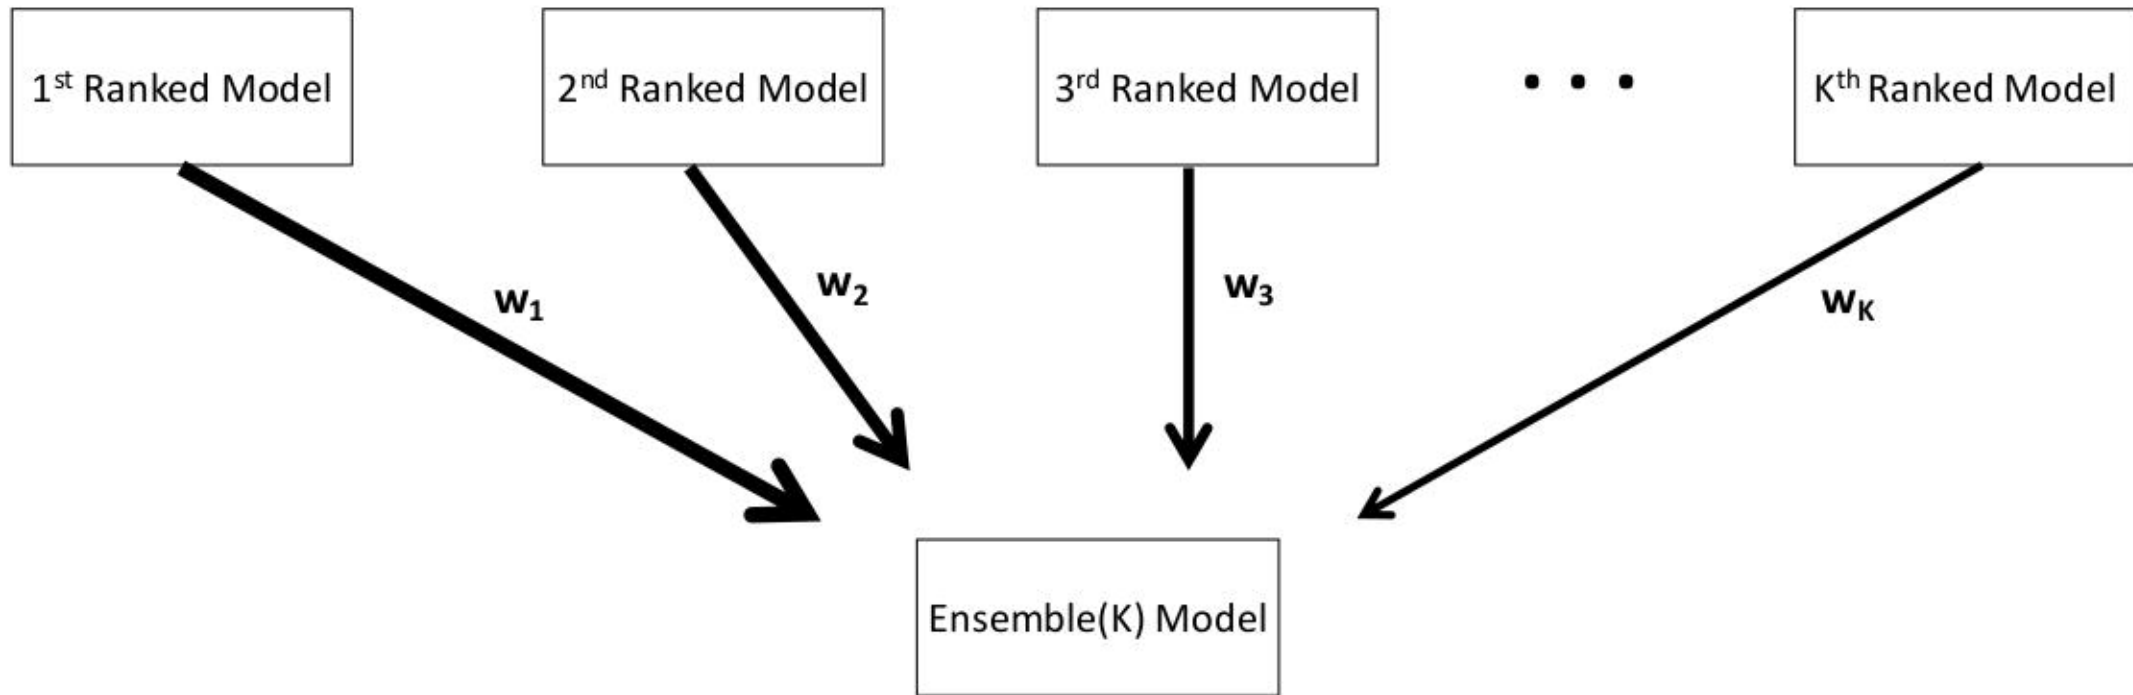 1st Ranked Model
2nd Ranked Model
3rd Ranked Model
. . .
Kth Ranked Model
w1
w2
w3
wK
Ensemble(K) Model